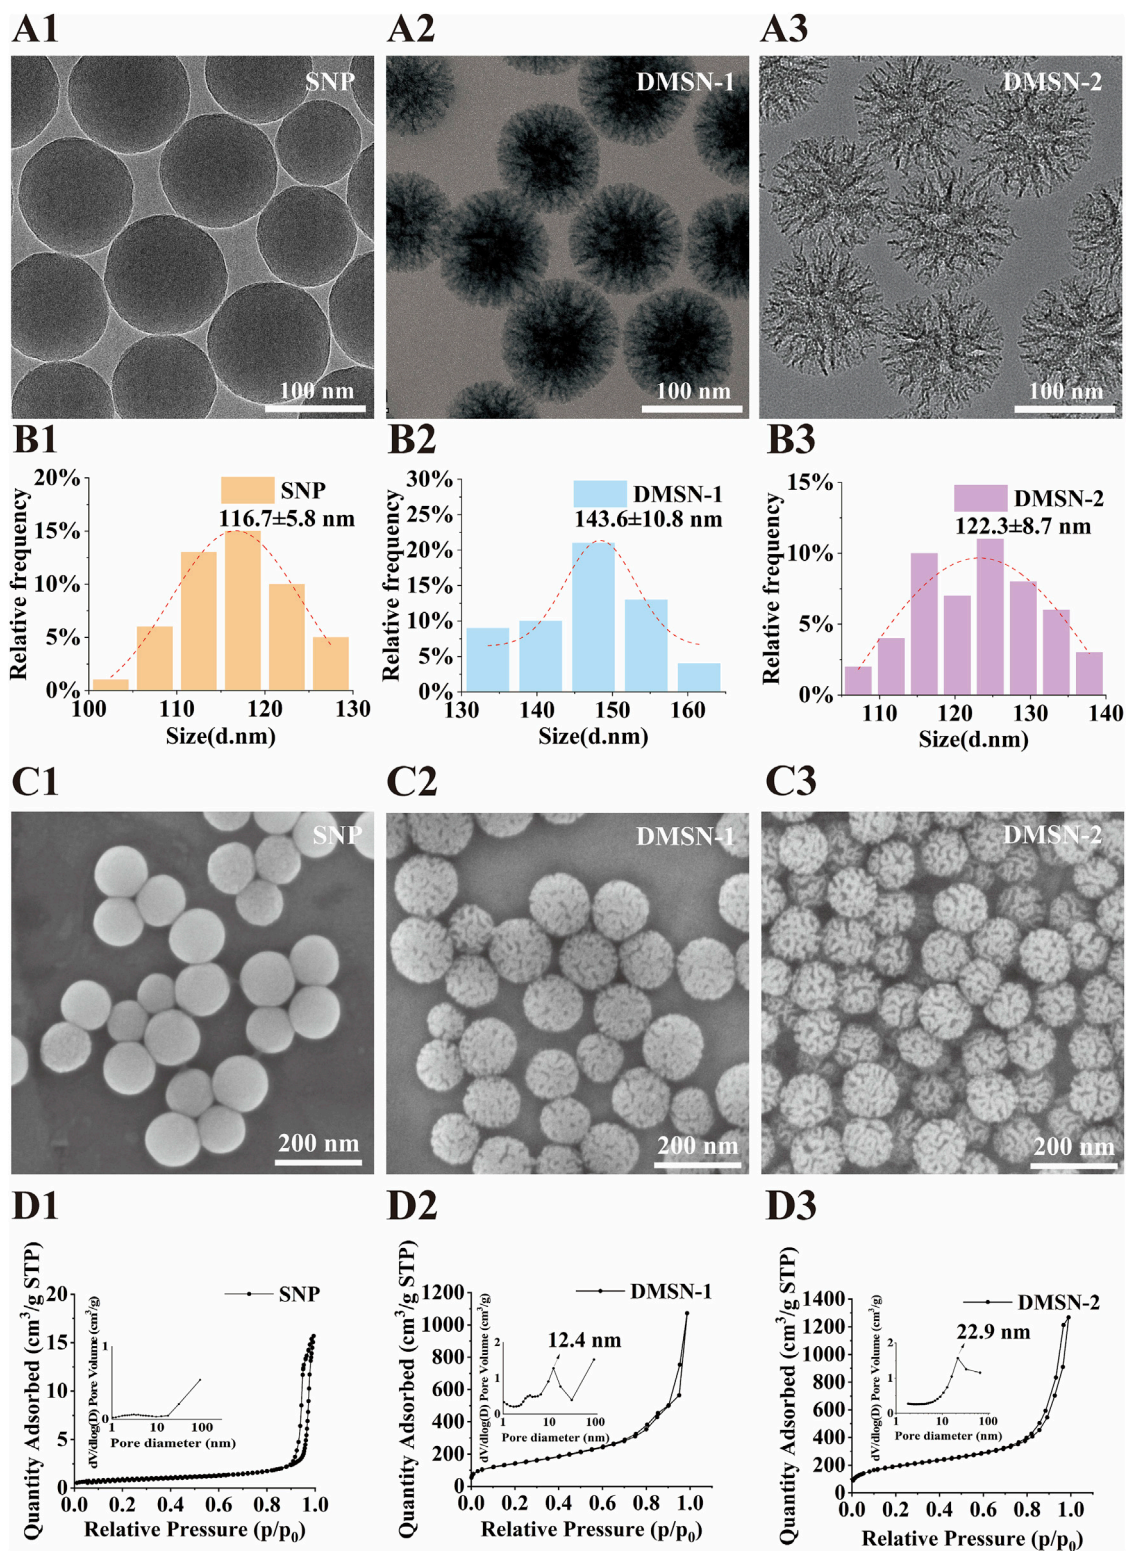 A1
A2
A3
SNP
DMSN-1
DMSN-2
100 nm
100 nm
100 nm
B1
B2
B3
Relative frequency
20%
15%
10%
5%
0%
SNP
116.7±5.8 nm
100
110
120
130
Size(d.nm)
Relative frequency
30%
25%
20%
15%
10%
5%
0%
DMSN-1
143.6±10.8 nm
130
140
150
160
Size(d.nm)
Relative frequency
15%
10%
5%
0%
DMSN-2
122.3±8.7 nm
110
120
130
140
Size(d.nm)
C1
C2
C3
SNP
DMSN-1
DMSN-2
200 nm
200 nm
200 nm
D1
D2
D3
Quantity Adsorbed (cm³/g STP)
20
15
10
5
0
SNP
dV/dlog(D) Pore Volume (cm³/g)
1
0
1
10
100
Pore diameter (nm)
0.0
0.2
0.4
0.6
0.8
1.0
Relative Pressure (p/p₀)
Quantity Adsorbed (cm³/g STP)
1200
1000
800
600
400
200
0
DMSN-1
12.4 nm
dV/dlog(D) Pore Volume (cm³/g)
2
1
0
1
10
100
Pore diameter (nm)
0.0
0.2
0.4
0.6
0.8
1.0
Relative Pressure (p/p₀)
Quantity Adsorbed (cm³/g STP)
1400
1200
1000
800
600
400
200
0
DMSN-2
22.9 nm
dV/dlog(D) Pore Volume (cm³/g)
2
1
0
1
10
100
Pore diameter (nm)
0.0
0.2
0.4
0.6
0.8
1.0
Relative Pressure (p/p₀)